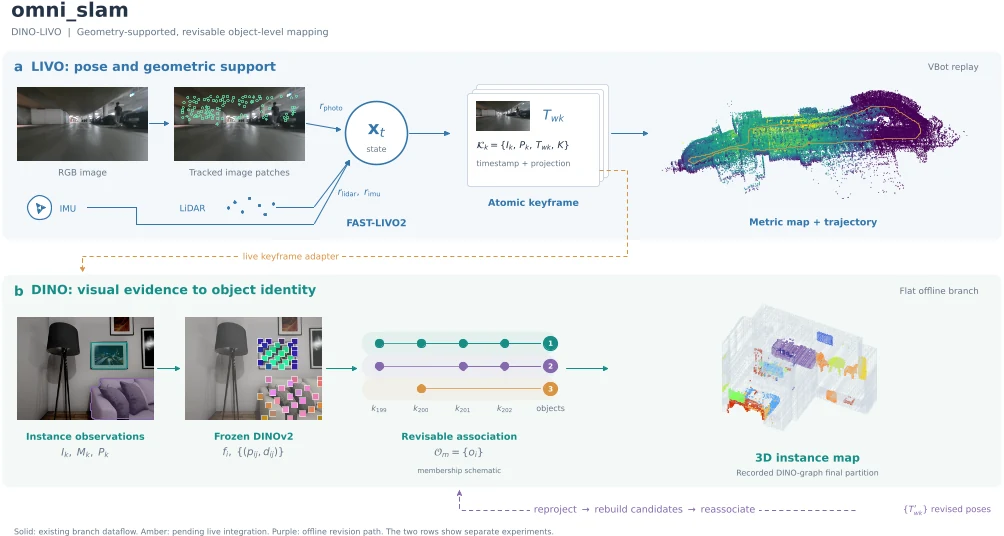 omni_slam
DINO-LIVO | Geometry-supported, revisable object-level mapping
a LIVO: pose and geometric support
VBot replay
r_photo
x_t
state
T_wk
𝒦_k = {I_k, P_k, T_wk, K}
timestamp + projection
RGB image
Tracked image patches
r_lidar, r_imu
IMU
LiDAR
FAST-LIVO2
Atomic keyframe
Metric map + trajectory
live keyframe adapter
b DINO: visual evidence to object identity
Flat offline branch
1
2
3
k_199 k_200 k_201 k_202 objects
Instance observations
I_k, M_k, P_k
Frozen DINOv2
f_i, {(p_ij, d_ij)}
Revisable association
𝒪_m = {o_i}
membership schematic
3D instance map
Recorded DINO-graph final partition
reproject → rebuild candidates → reassociate
{T'_wk} revised poses
Solid: existing branch dataflow. Amber: pending live integration. Purple: offline revision path. The two rows show separate experiments.